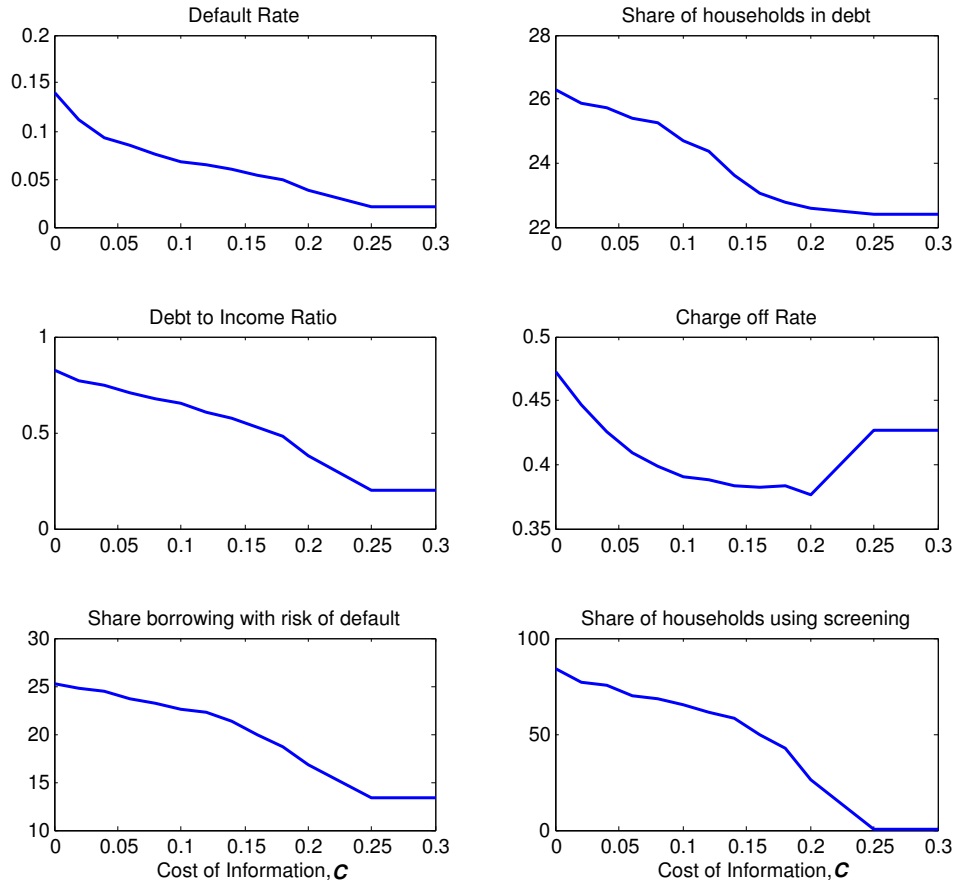 Default Rate
0.2
0.15
0.1
0.05
0
0 0.05 0.1 0.15 0.2 0.25 0.3
Share of households in debt
28
26
24
22
0 0.05 0.1 0.15 0.2 0.25 0.3
Debt to Income Ratio
1
0.5
0
0 0.05 0.1 0.15 0.2 0.25 0.3
Charge off Rate
0.5
0.45
0.4
0.35
0 0.05 0.1 0.15 0.2 0.25 0.3
Share borrowing with risk of default
30
25
20
15
10
0 0.05 0.1 0.15 0.2 0.25 0.3
Cost of Information, C
Share of households using screening
100
50
0
0 0.05 0.1 0.15 0.2 0.25 0.3
Cost of Information, C